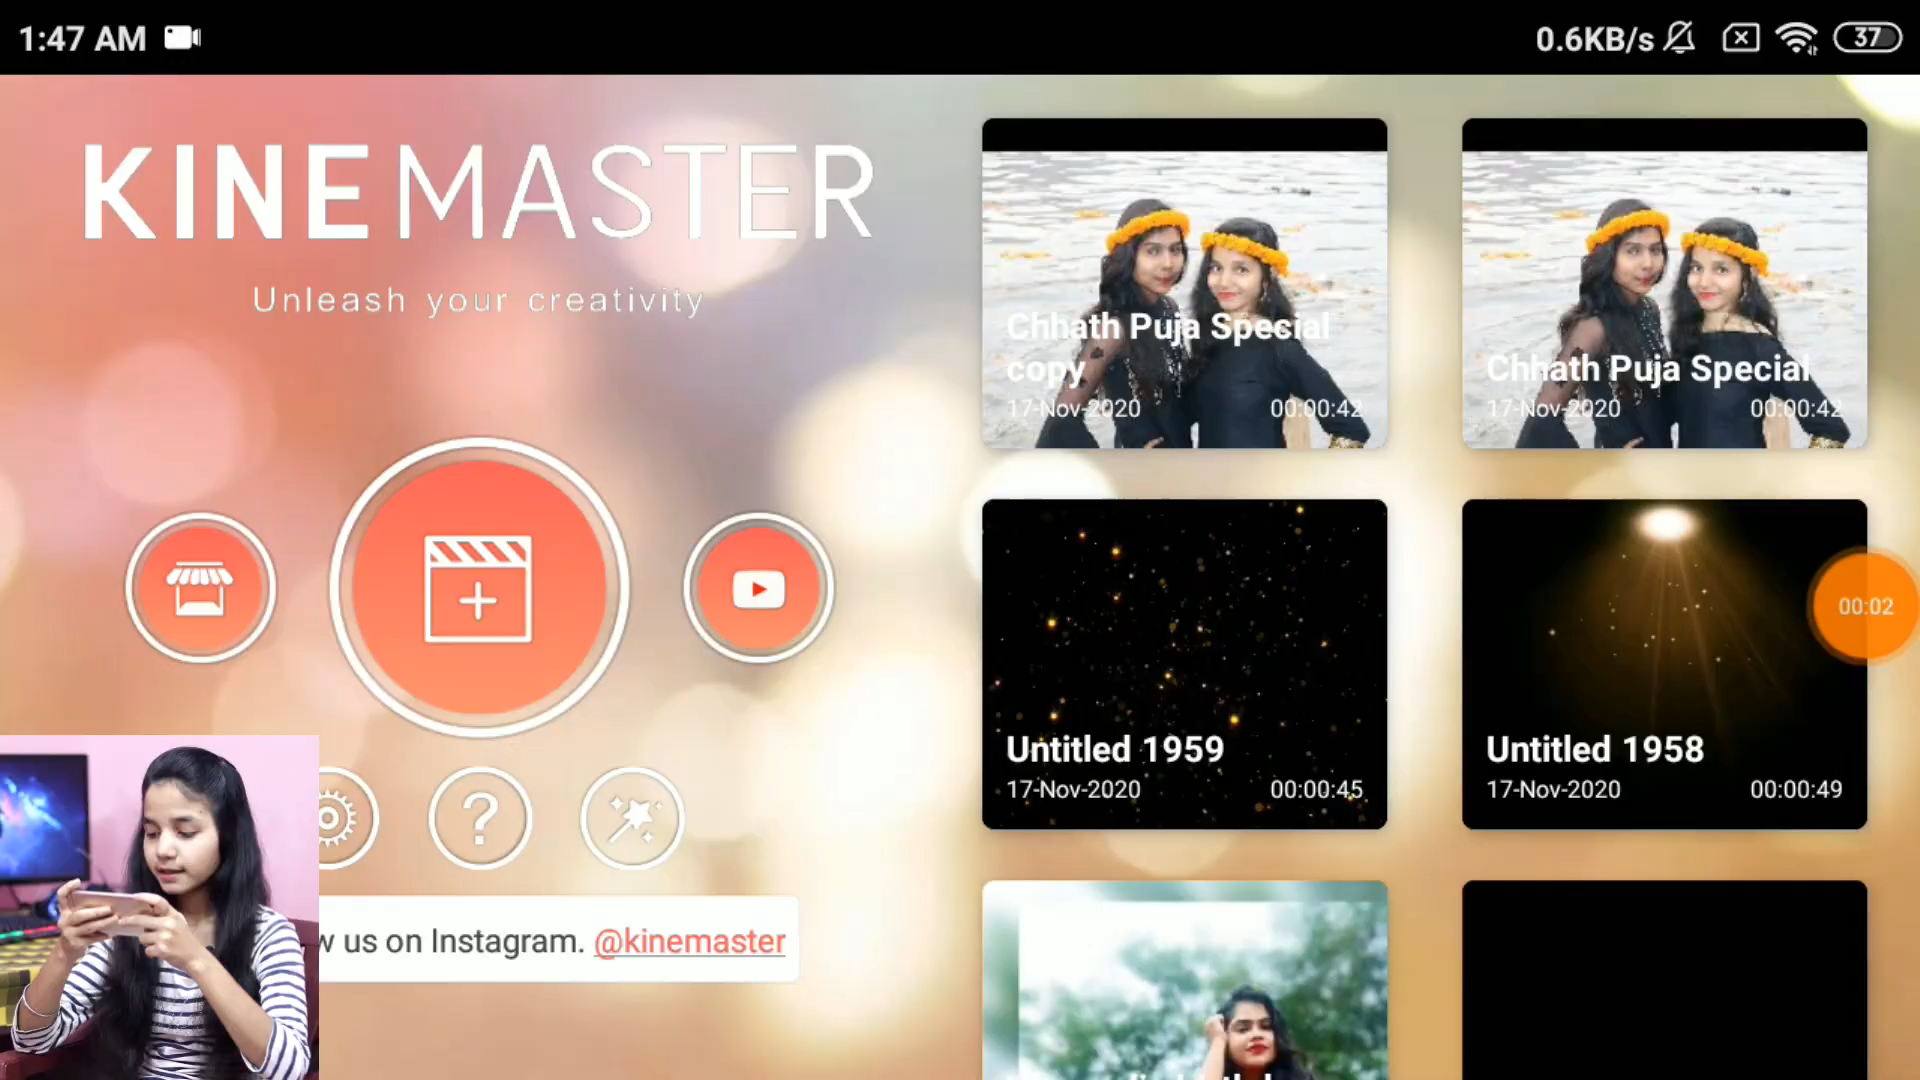 1:47 AM
0.6KB/s
37
KINEMASTER
Unleash your creativity
Chhath Puja Special
copy
17-Nov-2020 00:00:42
Chhath Puja Special
17-Nov-2020 00:00:42
00:02
Untitled 1959
17-Nov-2020 00:00:45
Untitled 1958
17-Nov-2020 00:00:49
us on Instagram. @kinemaster